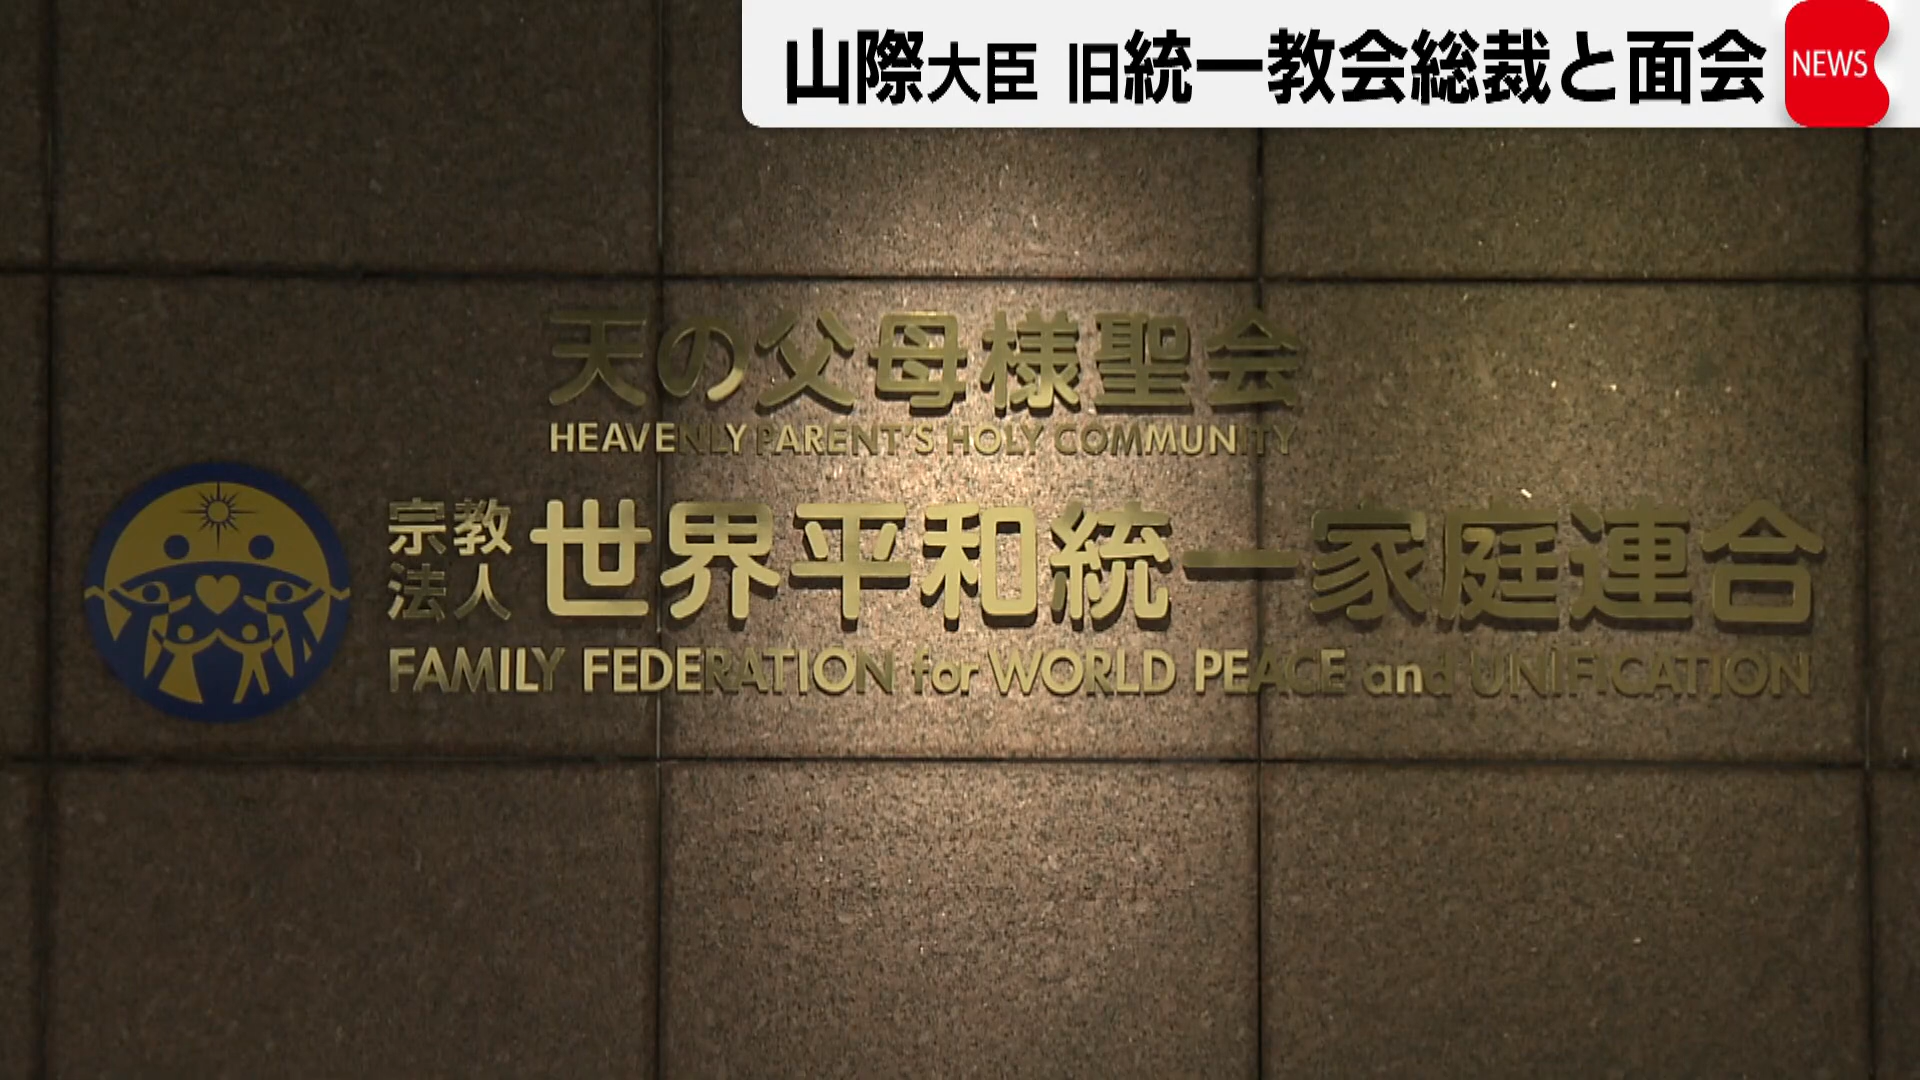 山際大臣 旧統一教会総裁と面会
NEWS
天の父母様聖会
HEAVENLY PARENT'S HOLY COMMUNITY
宗教法人 世界平和統一家庭連合
FAMILY FEDERATION for WORLD PEACE and UNIFICATION